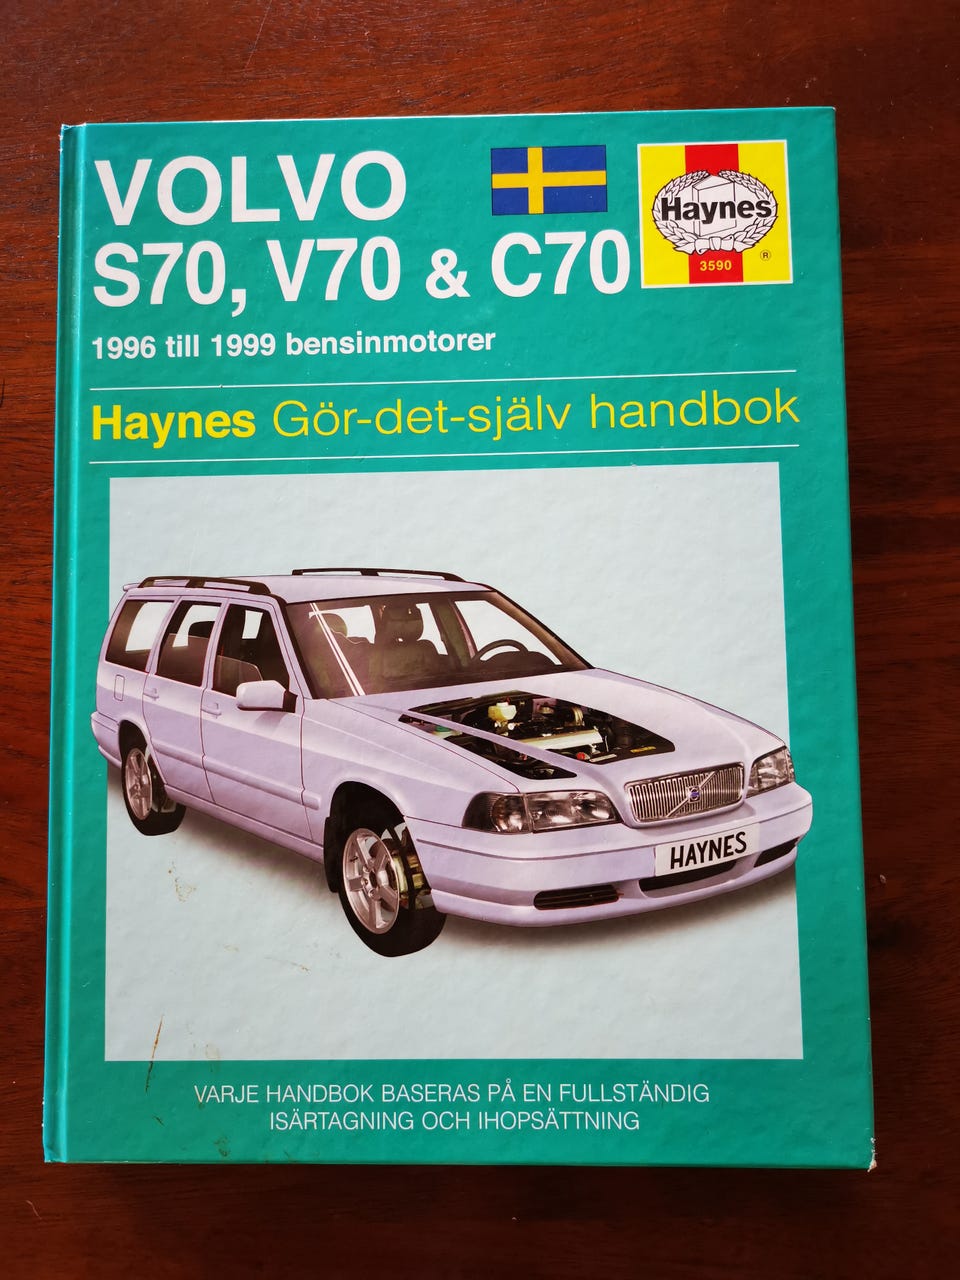 VOLVO
S70, V70 & C70
Haynes
3590
®
1996 till 1999 bensinmotorer
Haynes Gör-det-själv handbok
HAYNES
VARJE HANDBOK BASERAS PÅ EN FULLSTÄNDIG
ISÄRTAGNING OCH IHOPSÄTTNING